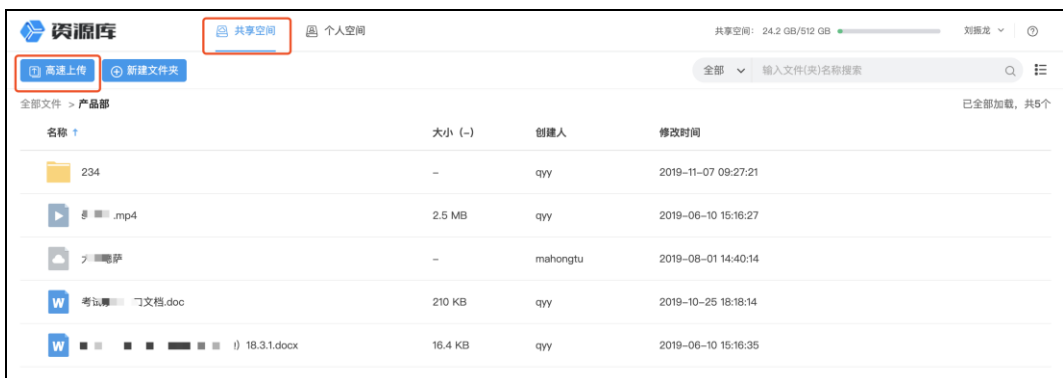 资源库 共享空间 个人空间 共享空间： 24.2 GB/512 GB 刘振龙
高速上传 新建文件夹 全部 输入文件(夹)名称搜索
全部文件 > 产品部 已全部加载，共5个
名称 ↑ 大小（-） 创建人 修改时间
234 – qyy 2019-11-07 09:27:21
.mp4 2.5 MB qyy 2019-06-10 15:16:27
萨 – mahongtu 2019-08-01 14:40:14
W 考试 门文档.doc 210 KB qyy 2019-10-25 18:18:14
W 18.3.1.docx 16.4 KB qyy 2019-06-10 15:16:35